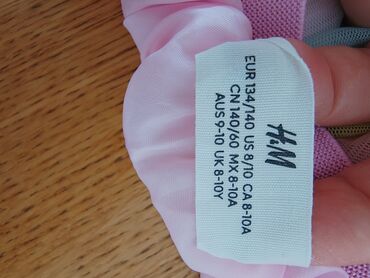 H&M
EUR 134/140 US 8/10 CA 8-10A
CN 140/60 MX 8-10A
AUS 9-10 UK 8-10Y